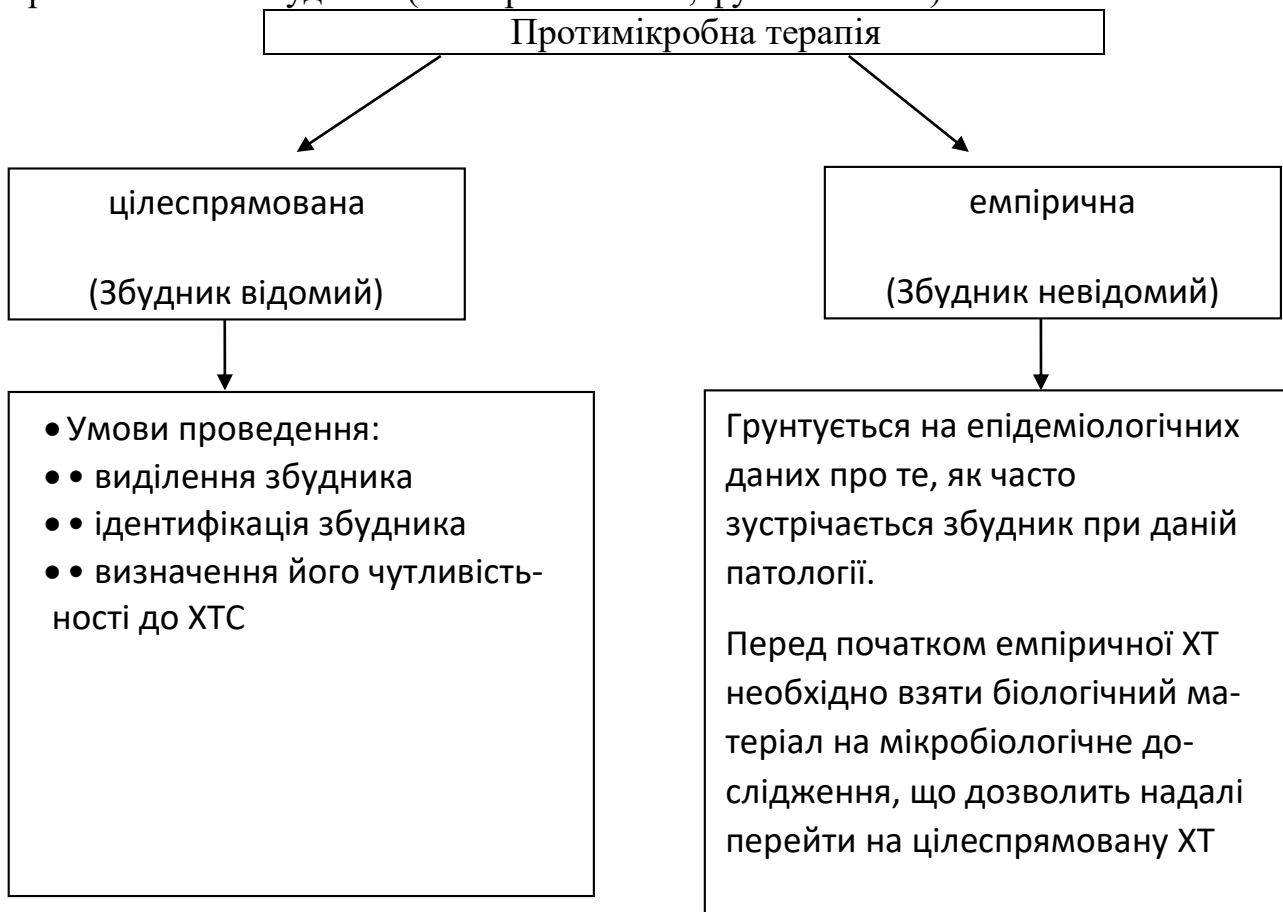 Протимікробна терапія
цілеспрямована
(Збудник відомий)
емпірична
(Збудник невідомий)
• Умови проведення:
• • виділення збудника
• • ідентифікація збудника
• • визначення його чутливість-
ності до ХТС
Грунтується на епідеміологічних
даних про те, як часто
зустрічається збудник при даній
патології.
Перед початком емпіричної ХТ
необхідно взяти біологічний ма-
теріал на мікробіологічне до-
слідження, що дозволить надалі
перейти на цілеспрямовану ХТ